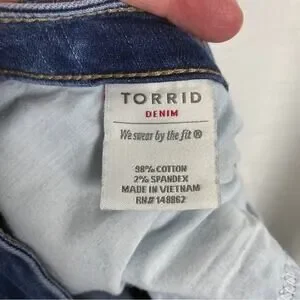 TORRID
DENIM
We swear by the fit ®
98% COTTON
2% SPANDEX
MADE IN VIETNAM
RN# 148862